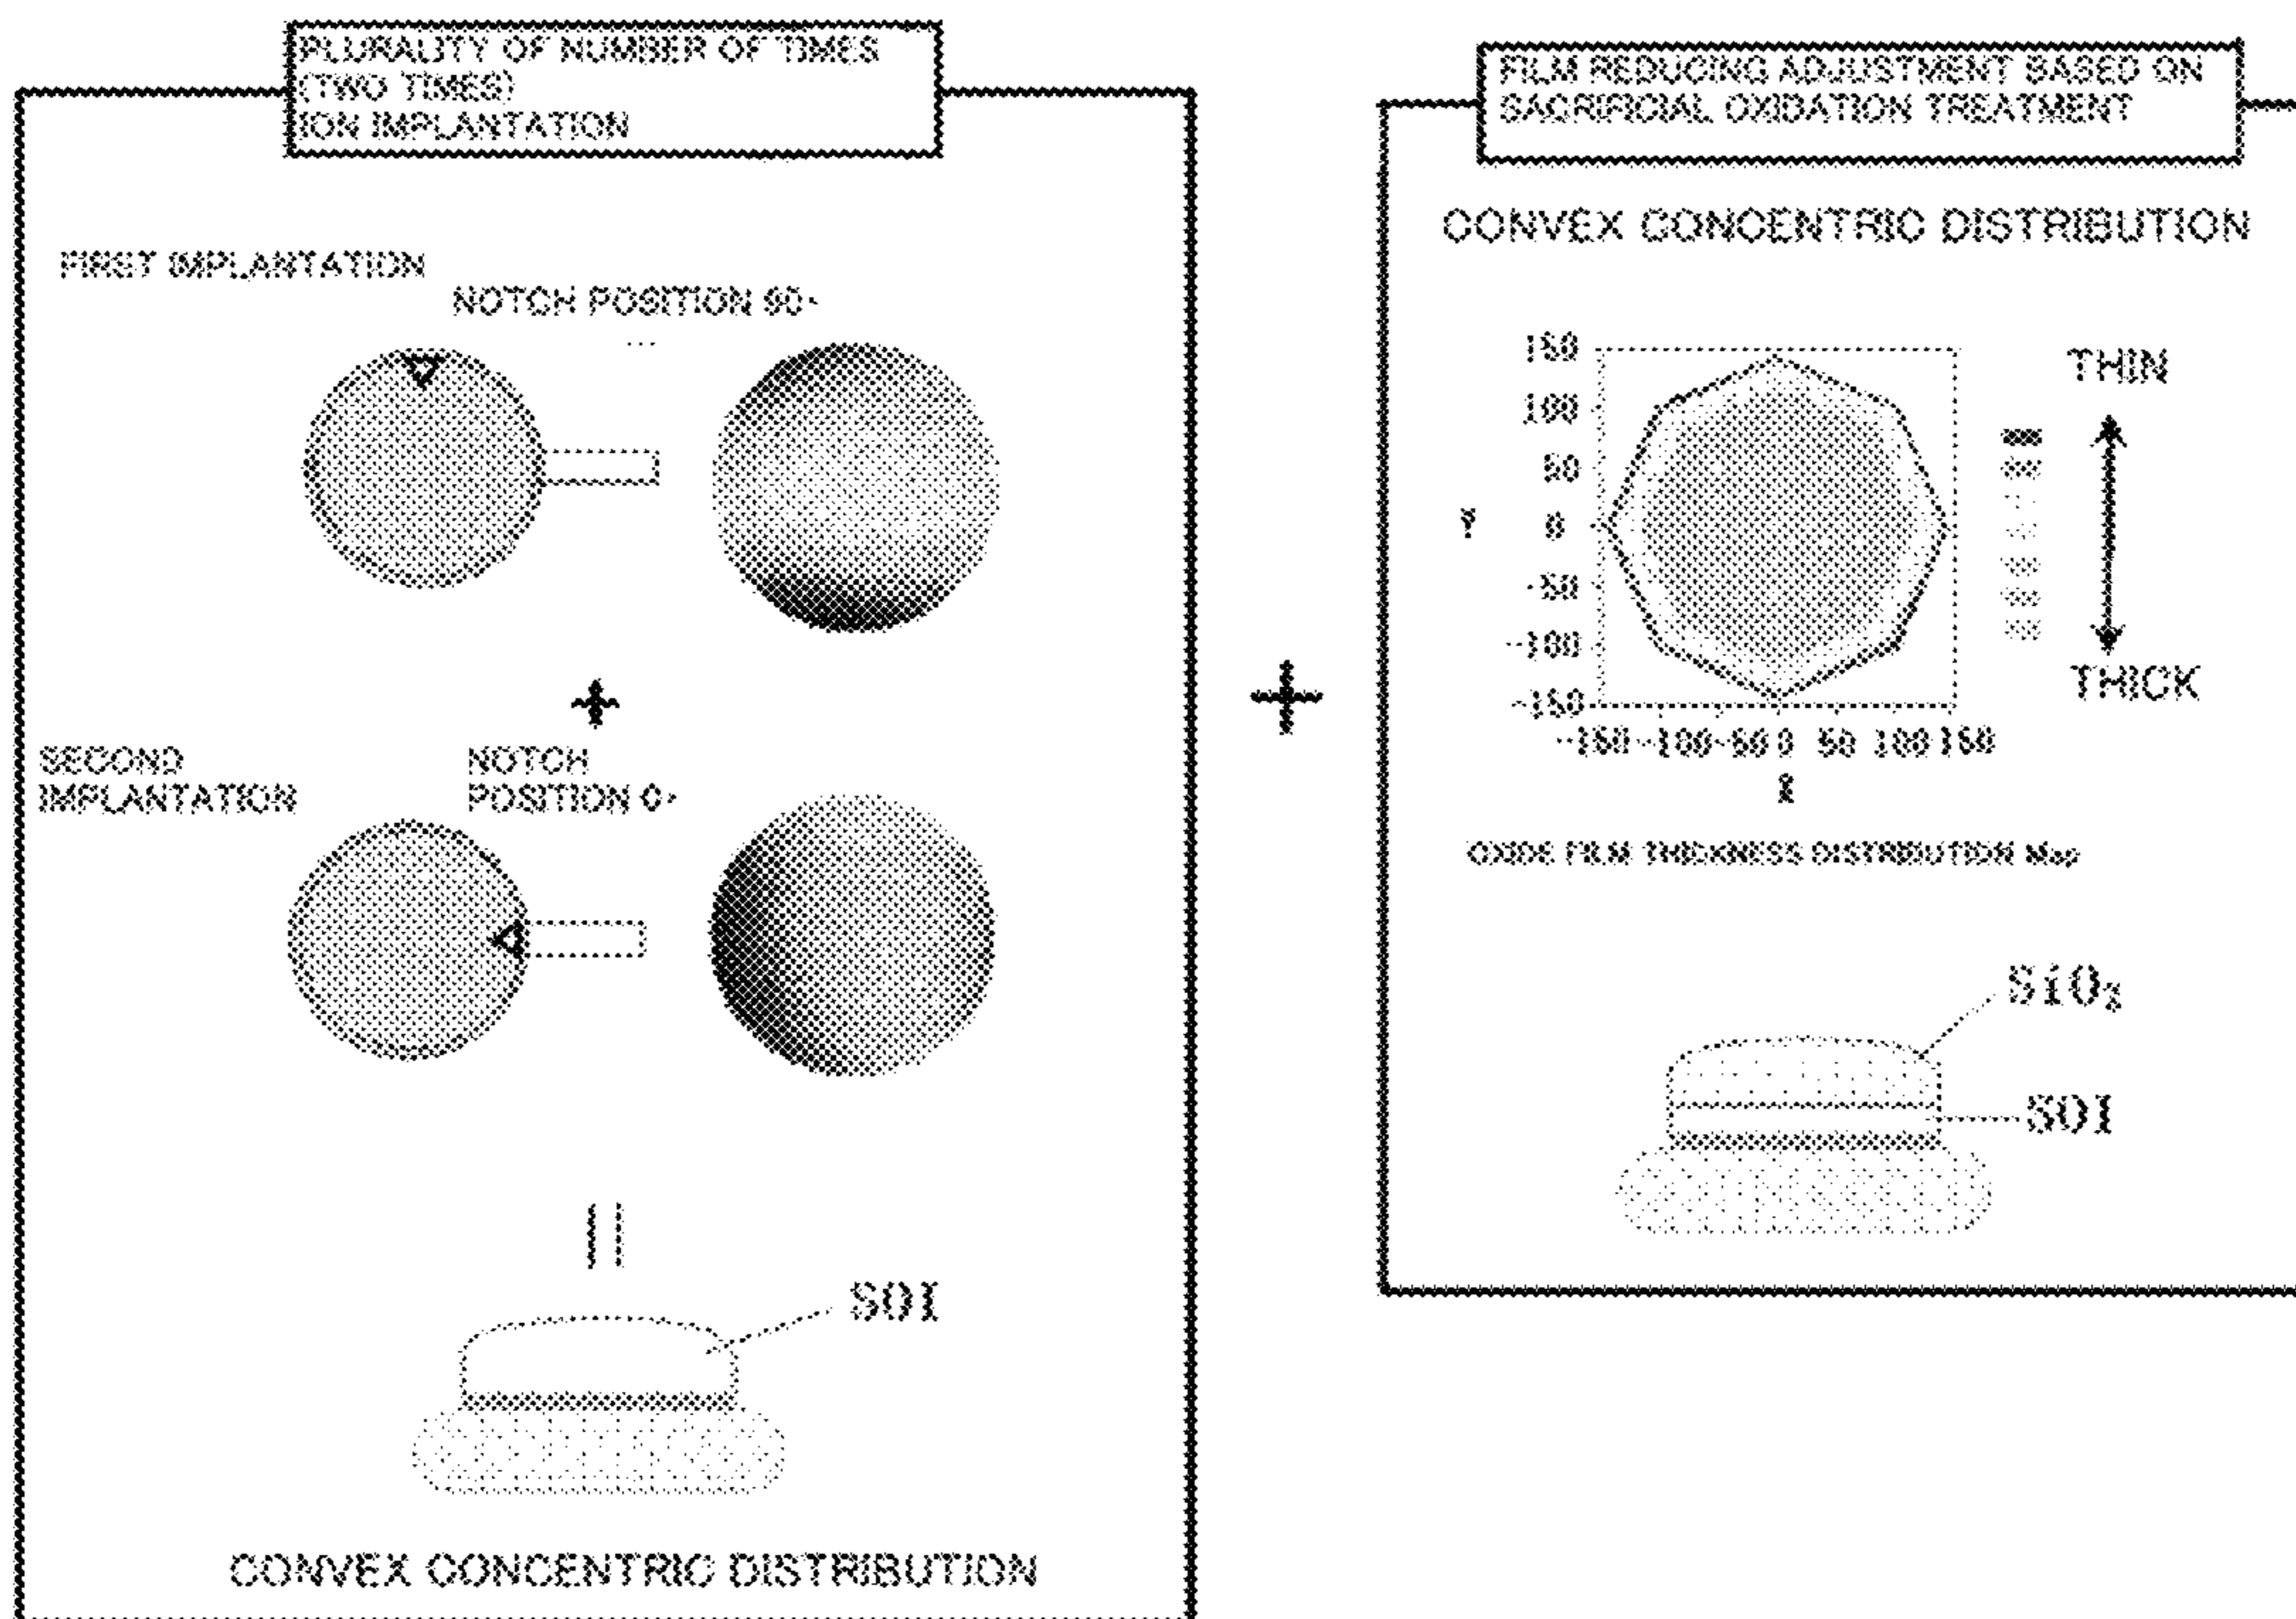 PLURALITY OF NUMBER OF TIMES
(TWO TIMES)
ION IMPLANTATION
FIRST IMPLANTATION
NOTCH POSITION 90°
SECOND
IMPLANTATION
NOTCH
POSITION 0°
SOI
CONVEX CONCENTRIC DISTRIBUTION
FILM REDUCING ADJUSTMENT BASED ON
SACRIFICIAL OXIDATION TREATMENT
CONVEX CONCENTRIC DISTRIBUTION
150
100
50
Y 0
-50
-100
-150
-150 -100 -50 0 50 100 150
X
THIN
THICK
OXIDE FILM THICKNESS DISTRIBUTION Map
SiO₂
SOI